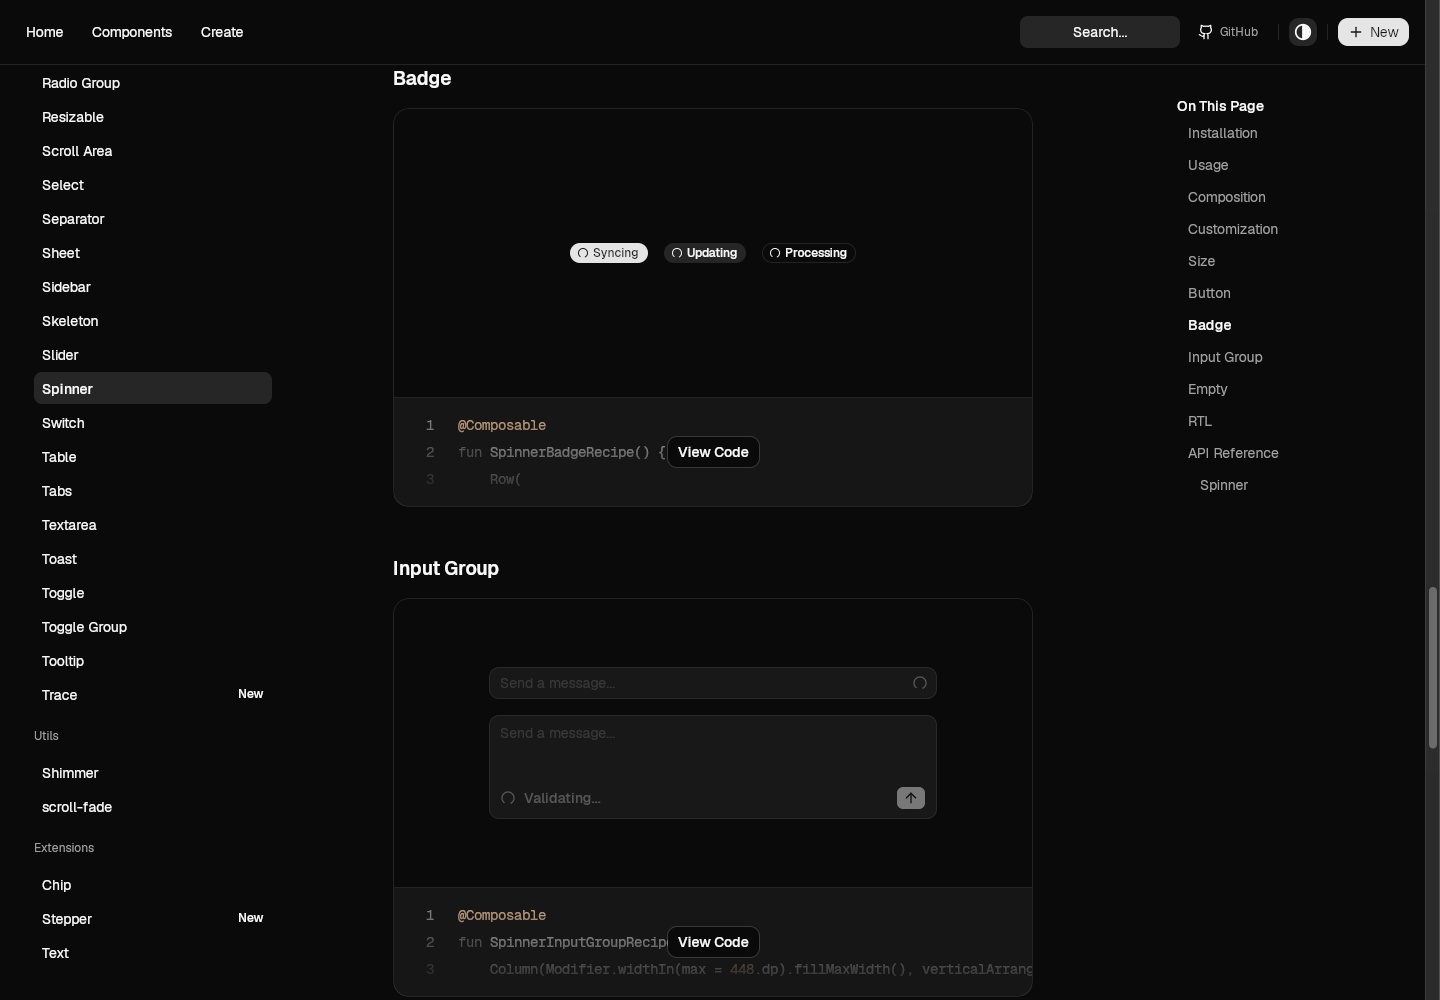 Home
Components
Create
Search...
GitHub
New
Radio Group
Resizable
Scroll Area
Select
Separator
Sheet
Sidebar
Skeleton
Slider
Spinner
Switch
Table
Tabs
Textarea
Toast
Toggle
Toggle Group
Tooltip
Trace New
Utils
Shimmer
scroll-fade
Extensions
Chip
Stepper New
Text
Badge
Syncing
Updating
Processing
1 @Composable
2 fun SpinnerBadgeRecipe() {
View Code
3 Row(
Input Group
Send a message...
Send a message...
Validating...
1 @Composable
2 fun SpinnerInputGroupRecip
View Code
3 Column(Modifier.widthIn(max = 448.dp).fillMaxWidth(), verticalArrang
On This Page
Installation
Usage
Composition
Customization
Size
Button
Badge
Input Group
Empty
RTL
API Reference
Spinner